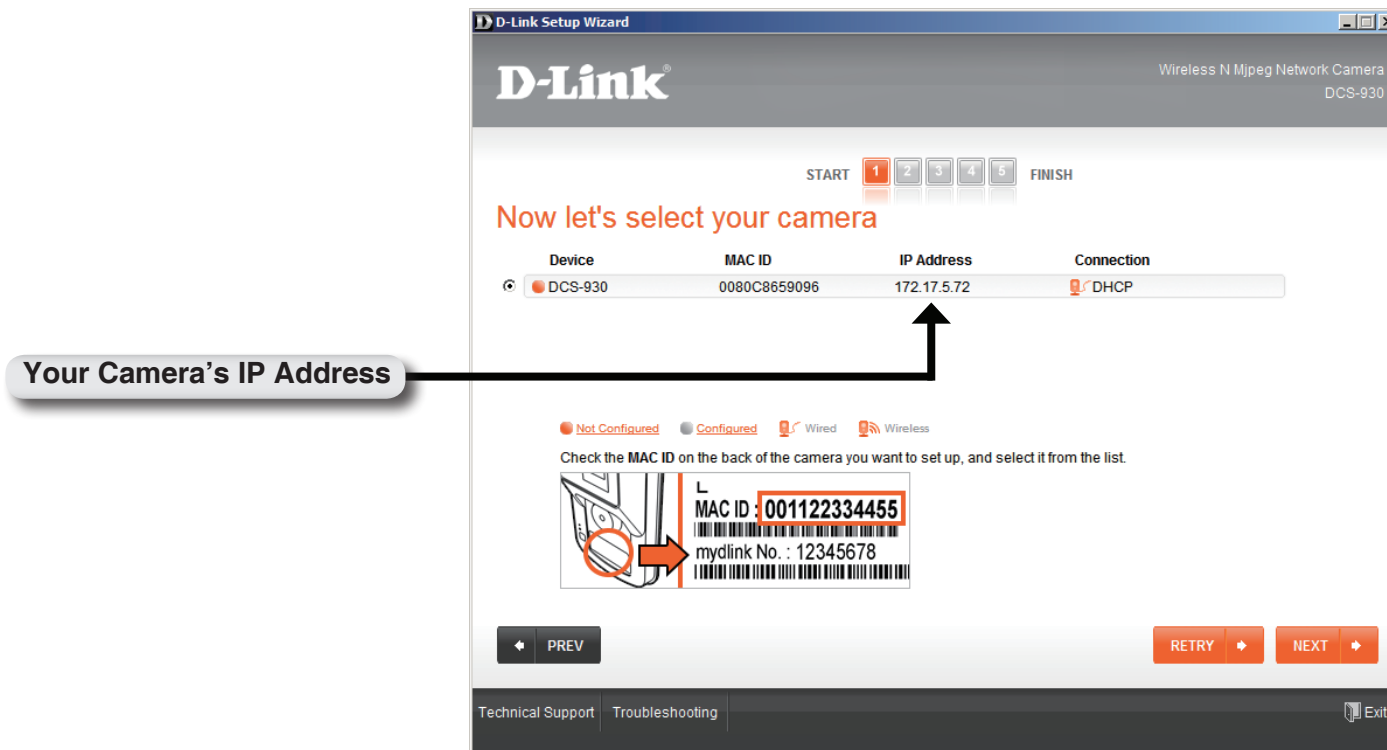 D-Link Setup Wizard
D-Link®
Wireless N Mjpeg Network Camera
DCS-930
START 1 2 3 4 5 FINISH
Now let's select your camera
Device MAC ID IP Address Connection
DCS-930 0080C8659096 172.17.5.72 DHCP
Your Camera’s IP Address
Not Configured Configured Wired Wireless
Check the MAC ID on the back of the camera you want to set up, and select it from the list.
MAC ID : 001122334455
mydlink No. : 12345678
PREV RETRY NEXT
Technical Support Troubleshooting Exit